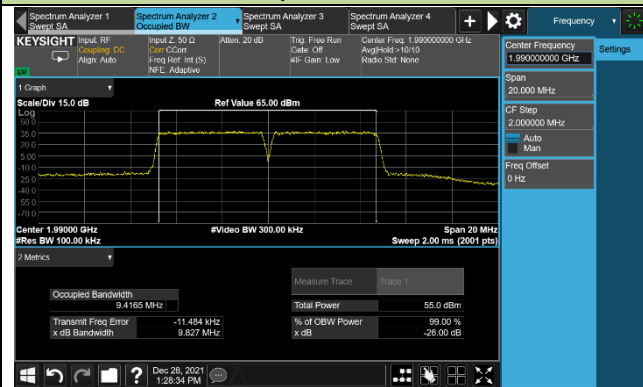 Spectrum Analyzer 1
Swept SA
Spectrum Analyzer 2
Occupied BW
Spectrum Analyzer 3
Swept SA
Spectrum Analyzer 4
Swept SA
Frequency
KEYSIGHT
Input: RF
Coupling: DC
Align: Auto
Input Z: 50 Ω
Corr CCorr
Freq Ref: Int (S)
NFE: Adaptive
Atten: 20 dB
Trig: Free Run
Gate: Off
#IF Gain: Low
Center Freq: 1.990000000 GHz
Avg|Hold:>10/10
Radio Std: None
Center Frequency
1.990000000 GHz
Settings
Span
20.000 MHz
CF Step
2.000000 MHz
Auto
Man
Freq Offset
0 Hz
1 Graph
Scale/Div 15.0 dB
Ref Value 65.00 dBm
Log
50.0
35.0
20.0
5.00
-10.0
-25.0
-40.0
-55.0
-70.0
Center 1.99000 GHz
#Video BW 300.00 kHz
Span 20 MHz
#Res BW 100.00 kHz
Sweep 2.00 ms (2001 pts)
2 Metrics
Measure Trace
Trace 1
Occupied Bandwidth
9.4165 MHz
Total Power
55.0 dBm
Transmit Freq Error
-11.484 kHz
% of OBW Power
99.00 %
x dB Bandwidth
9.827 MHz
x dB
-26.00 dB
Dec 28, 2021
1:28:34 PM